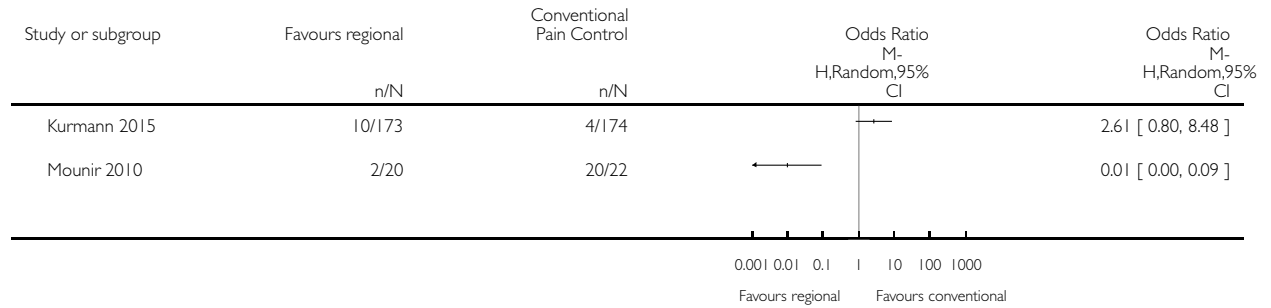 Conventional
Study or subgroup Favours regional Pain Control Odds Ratio Odds Ratio
M- M-
H,Random,95% H,Random,95%
n/N n/N CI CI
Kurmann 2015 10/173 4/174 2.61 [ 0.80, 8.48 ]
Mounir 2010 2/20 20/22 0.01 [ 0.00, 0.09 ]
0.001 0.01 0.1 1 10 100 1000
Favours regional Favours conventional